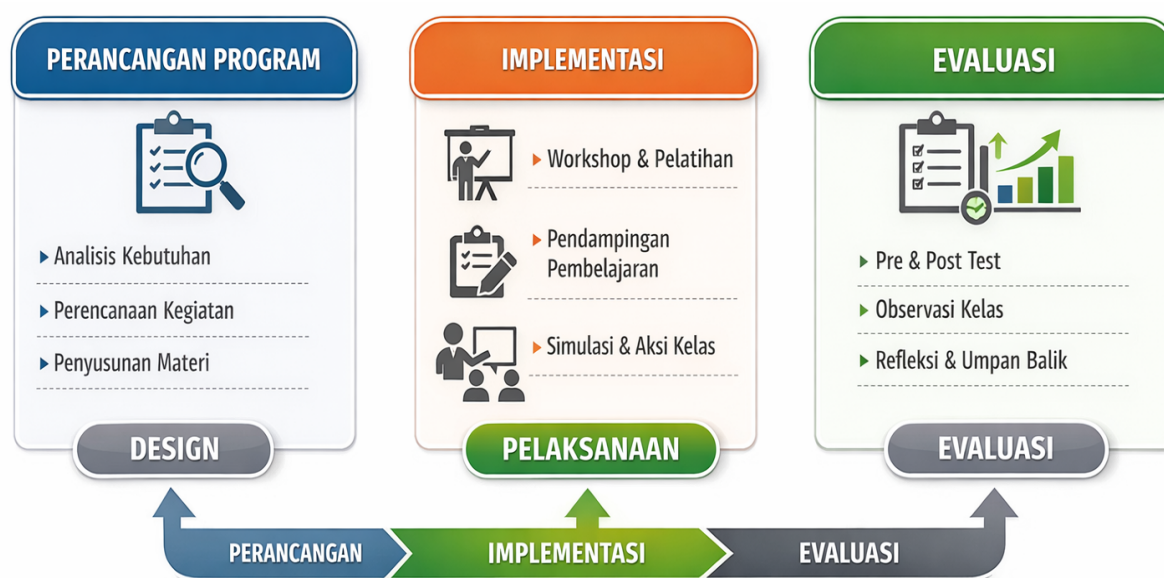 PERANCANGAN PROGRAM
Analisis Kebutuhan
Perencanaan Kegiatan
Penyusunan Materi
DESIGN
IMPLEMENTASI
Workshop & Pelatihan
Pendampingan
Pembelajaran
Simulasi & Aksi Kelas
PELAKSANAAN
EVALUASI
Pre & Post Test
Observasi Kelas
Refleksi & Umpan Balik
EVALUASI
PERANCANGAN
IMPLEMENTASI
EVALUASI